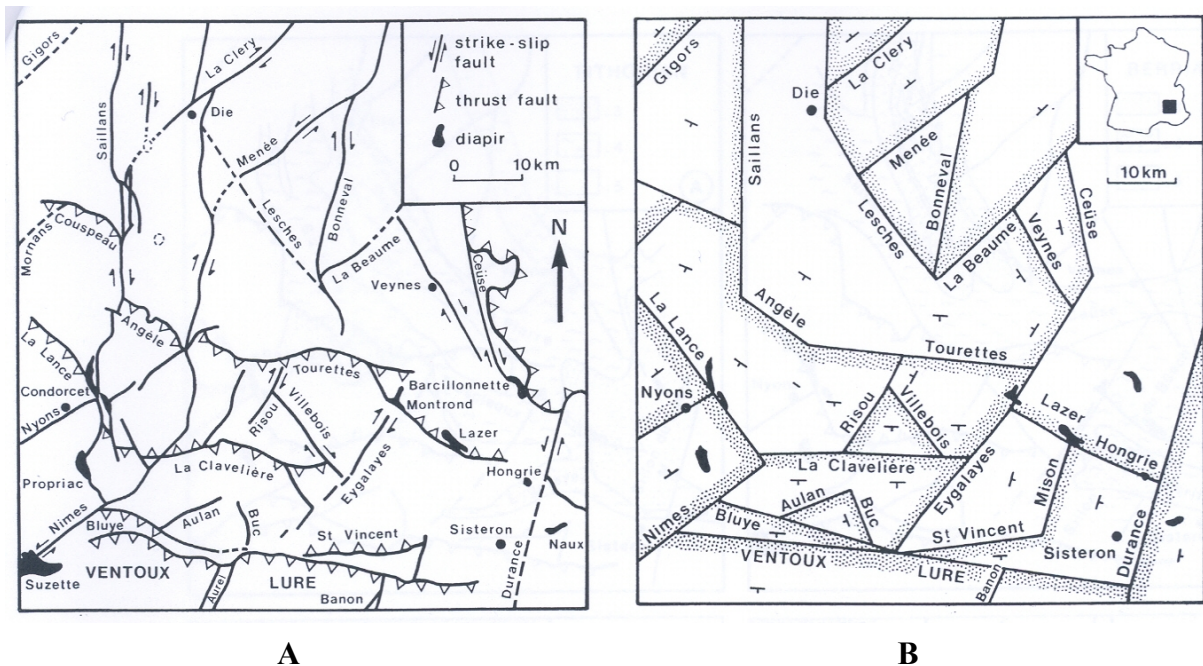 Gigors
Saillans
La Clery
Die
Menée
Lesches
Bonneval
strike-slip
fault
thrust fault
diapir
0 10 km
N
Mornans
Couspeau
La Beaume
Veynes
Ceüse
Angèle
La Lance
Condorcet
Nyons
Tourettes
Barcillonnette
Montrond
Risou
Villebois
Lazer
La Clavelière
Eygalayes
Hongrie
Propriac
Nimes
Bluye
Aulan
Buc
St Vincent
Sisteron
Naux
Suzette
VENTOUX
LURE
Aurel
Banon
Durance
A
Gigors
Saillans
La Clery
Die
Menée
Lesches
Bonneval
10 km
La Beaume
Veynes
Ceüse
La Lance
Angèle
Tourettes
Nyons
Risou
Villebois
Lazer
Hongrie
La Clavelière
Eygalayes
Mison
Nimes
Bluye
Aulan
Buc
St Vincent
Sisteron
VENTOUX
LURE
Banon
Durance
B